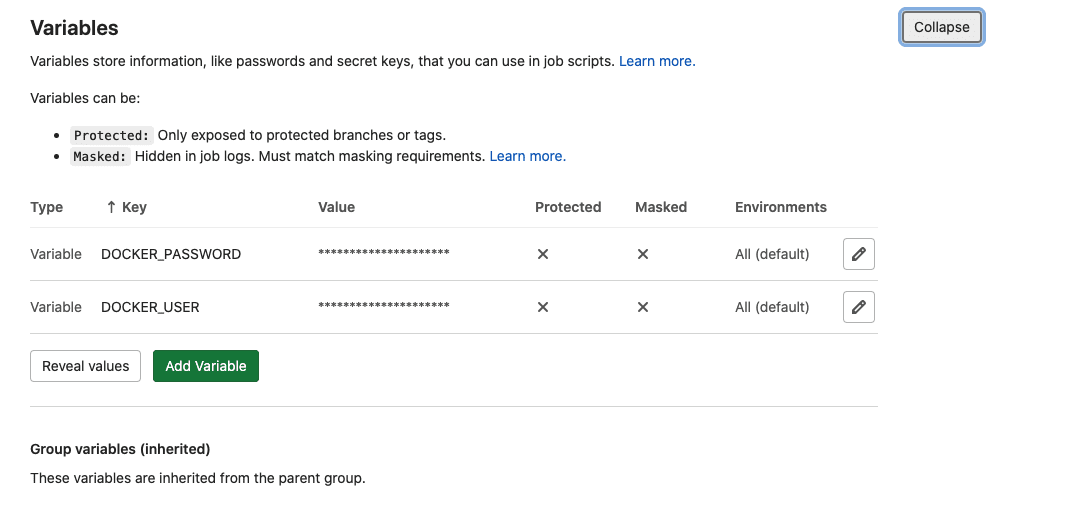 Variables
Collapse
Variables store information, like passwords and secret keys, that you can use in job scripts. Learn more.
Variables can be:
• Protected: Only exposed to protected branches or tags.
• Masked: Hidden in job logs. Must match masking requirements. Learn more.
Type ↑ Key Value Protected Masked Environments
Variable DOCKER_PASSWORD ********************* ✕ ✕ All (default)
Variable DOCKER_USER ********************* ✕ ✕ All (default)
Reveal values Add Variable
Group variables (inherited)
These variables are inherited from the parent group.